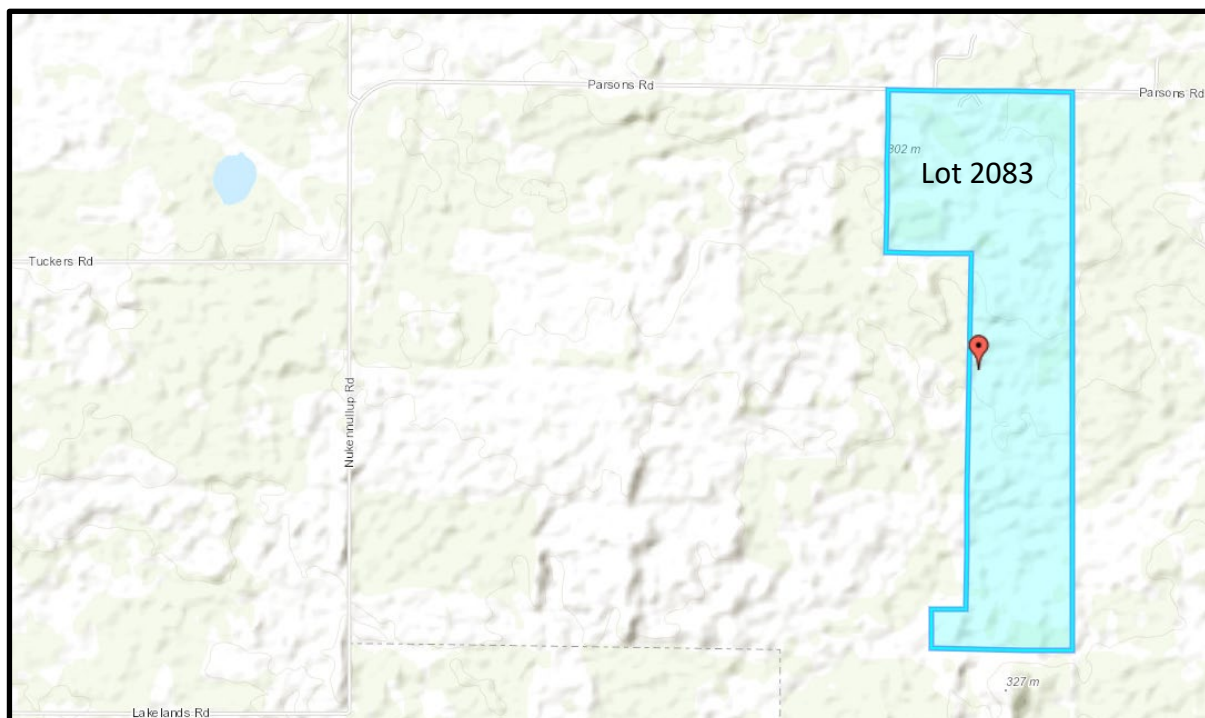 Parsons Rd
Parsons Rd
302 m
Lot 2083
Tuckers Rd
Nukennullup Rd
327 m
Lakelands Rd